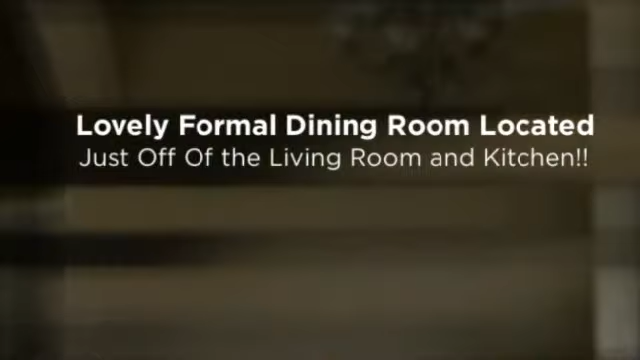 Lovely Formal Dining Room Located
Just Off Of the Living Room and Kitchen!!